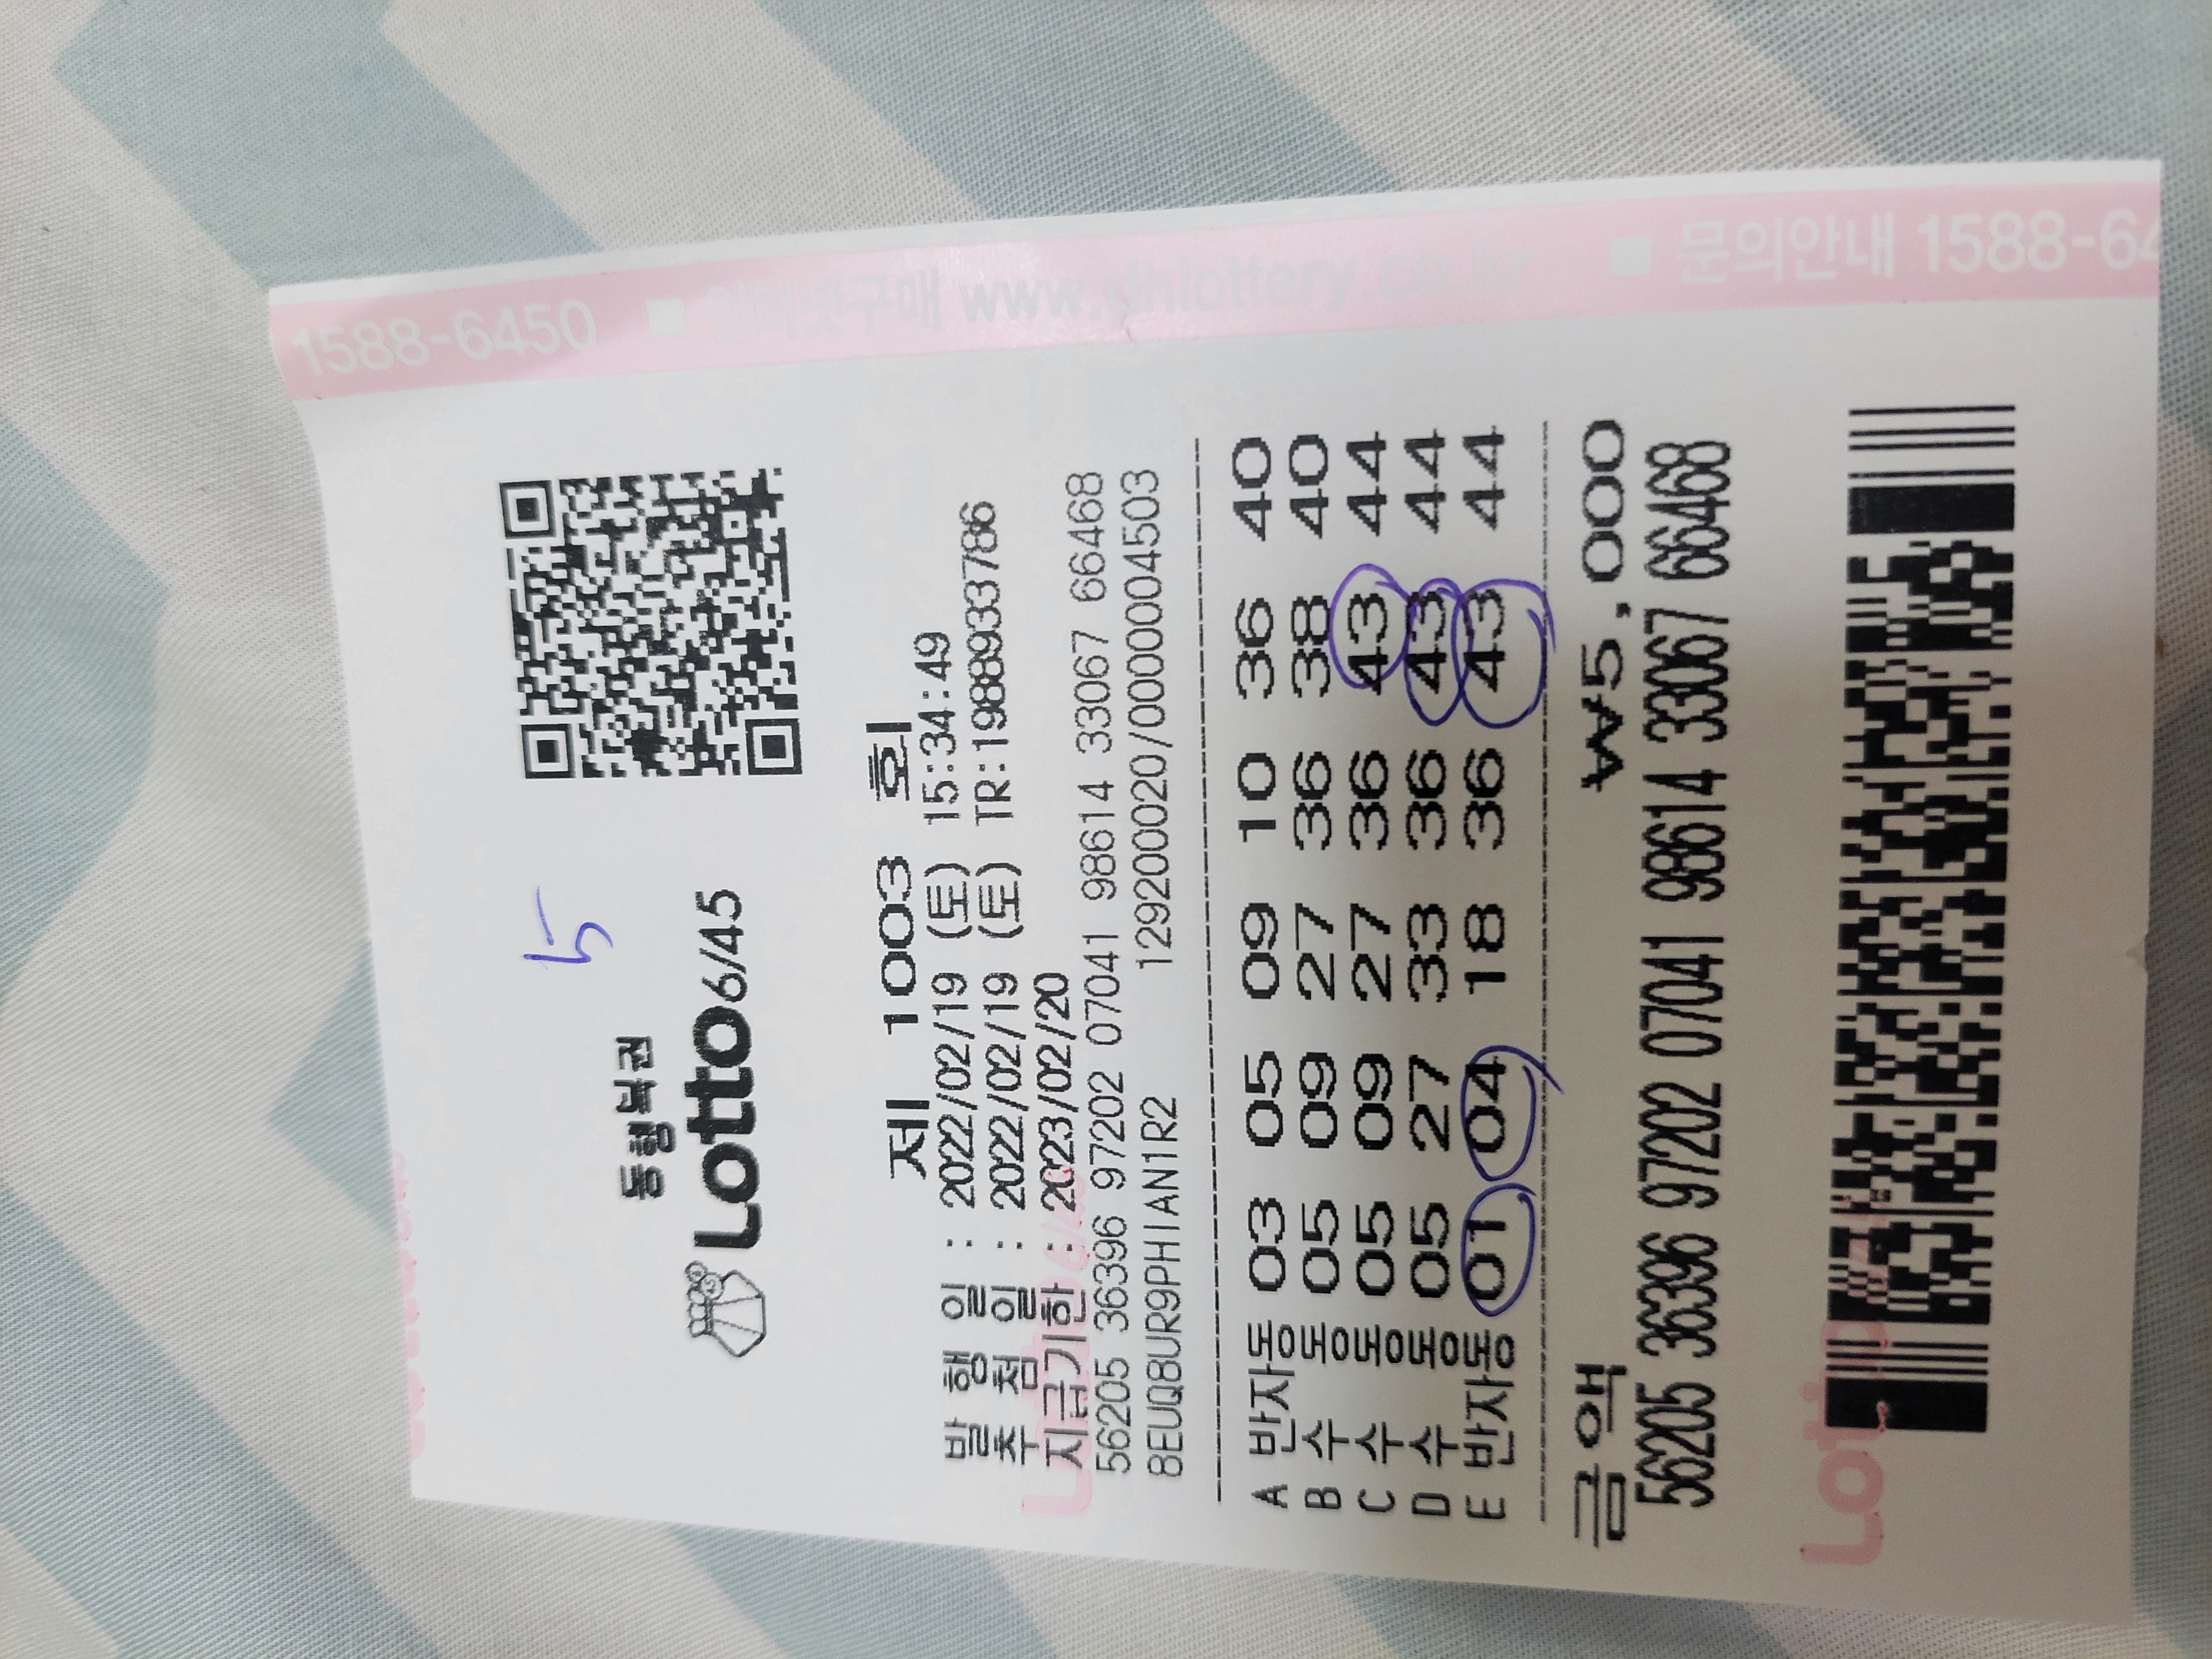 1588-6450 ■ 인터넷구매 www.dhlottery.co.kr ■ 문의안내 1588-64
5
동행복권
Lotto6/45
제 1003 회
발 행 일 : 2022/02/19 (토) 15:34:49
추 첨 일 : 2022/02/19 (토) TR:1988933786
지급기한 : 2023/02/20
56205 36396 97202 07041 98614 33067 66468
8EUQ8UR9PHIAN1R2 129200020/0000004503
A 반자동 03 05 09 10 36 40
B 수 동 05 09 27 36 38 40
C 수 동 05 09 27 36 43 44
D 수 동 05 27 33 36 43 44
E 반자동 01 04 18 36 43 44
금액 ₩5,000
56205 36396 97202 07041 98614 33067 66468